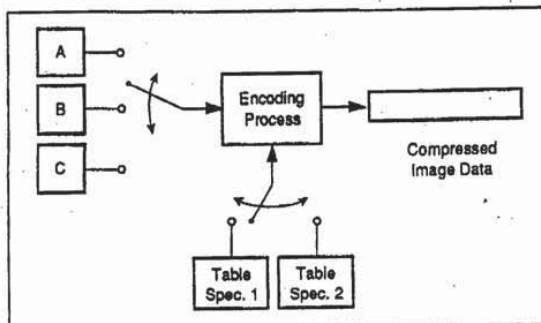 A
B
C
Encoding
Process
Compressed
Image Data
Table
Spec. 1
Table
Spec. 2